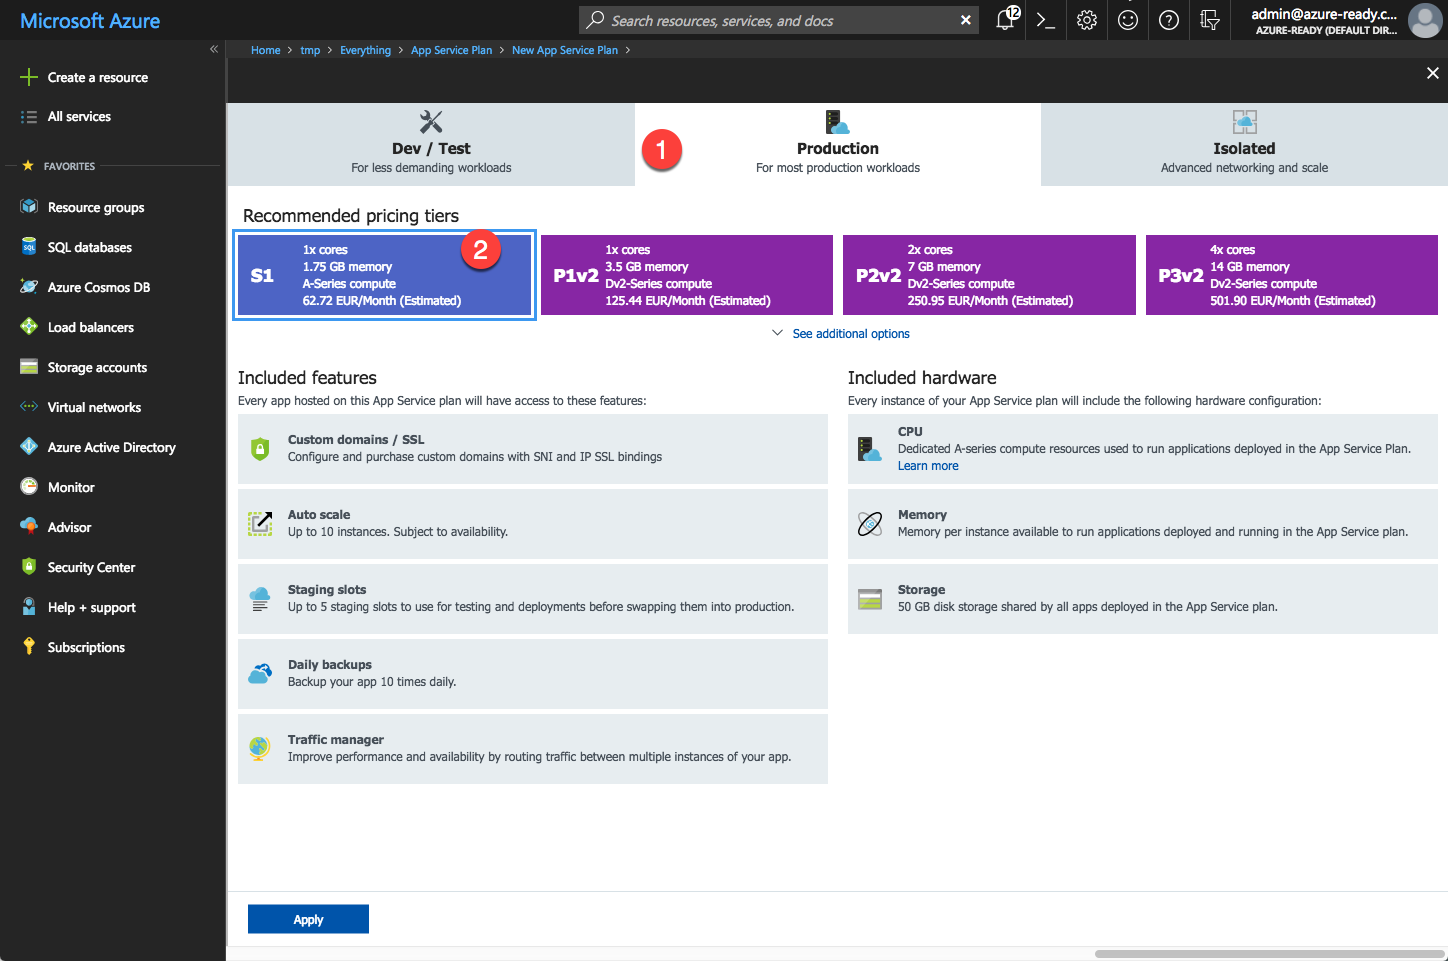 Microsoft Azure
Search resources, services, and docs
12
admin@azure-ready.c...
AZURE-READY (DEFAULT DIR...
Home > tmp > Everything > App Service Plan > New App Service Plan >
Create a resource
All services
FAVORITES
Resource groups
SQL databases
Azure Cosmos DB
Load balancers
Storage accounts
Virtual networks
Azure Active Directory
Monitor
Advisor
Security Center
Help + support
Subscriptions
Dev / Test
For less demanding workloads
1
Production
For most production workloads
Isolated
Advanced networking and scale
Recommended pricing tiers
S1
1x cores
1.75 GB memory
A-Series compute
62.72 EUR/Month (Estimated)
2
P1v2
1x cores
3.5 GB memory
Dv2-Series compute
125.44 EUR/Month (Estimated)
P2v2
2x cores
7 GB memory
Dv2-Series compute
250.95 EUR/Month (Estimated)
P3v2
4x cores
14 GB memory
Dv2-Series compute
501.90 EUR/Month (Estimated)
See additional options
Included features
Every app hosted on this App Service plan will have access to these features:
Custom domains / SSL
Configure and purchase custom domains with SNI and IP SSL bindings
Auto scale
Up to 10 instances. Subject to availability.
Staging slots
Up to 5 staging slots to use for testing and deployments before swapping them into production.
Daily backups
Backup your app 10 times daily.
Traffic manager
Improve performance and availability by routing traffic between multiple instances of your app.
Included hardware
Every instance of your App Service plan will include the following hardware configuration:
CPU
Dedicated A-series compute resources used to run applications deployed in the App Service Plan.
Learn more
Memory
Memory per instance available to run applications deployed and running in the App Service plan.
Storage
50 GB disk storage shared by all apps deployed in the App Service plan.
Apply